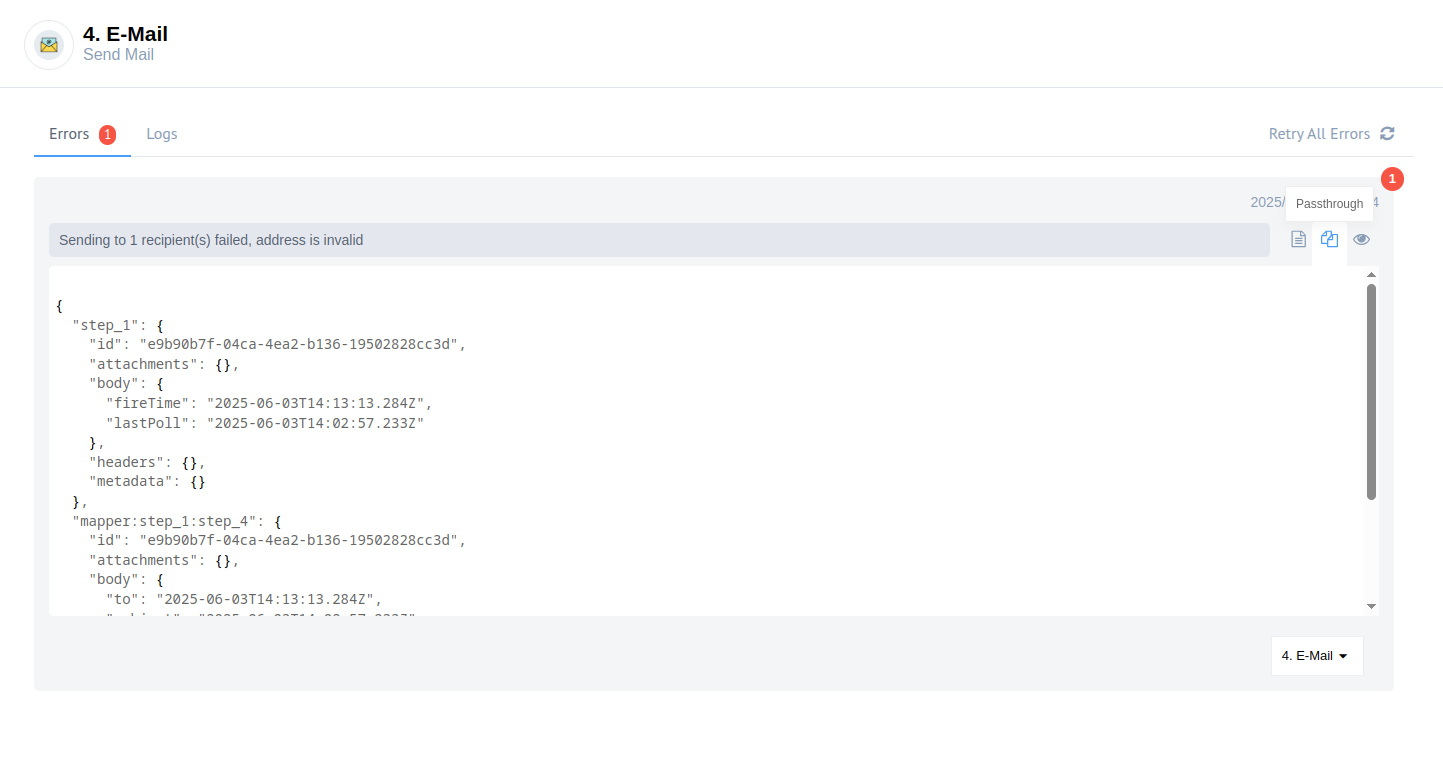 4. E-Mail
Send Mail
Errors 1 Logs Retry All Errors
1
2025/ 4
Passthrough
Sending to 1 recipient(s) failed, address is invalid
{
"step_1": {
"id": "e9b90b7f-04ca-4ea2-b136-19502828cc3d",
"attachments": {},
"body": {
"fireTime": "2025-06-03T14:13:13.284Z",
"lastPoll": "2025-06-03T14:02:57.233Z"
},
"headers": {},
"metadata": {}
},
"mapper:step_1:step_4": {
"id": "e9b90b7f-04ca-4ea2-b136-19502828cc3d",
"attachments": {},
"body": {
"to": "2025-06-03T14:13:13.284Z",
4. E-Mail